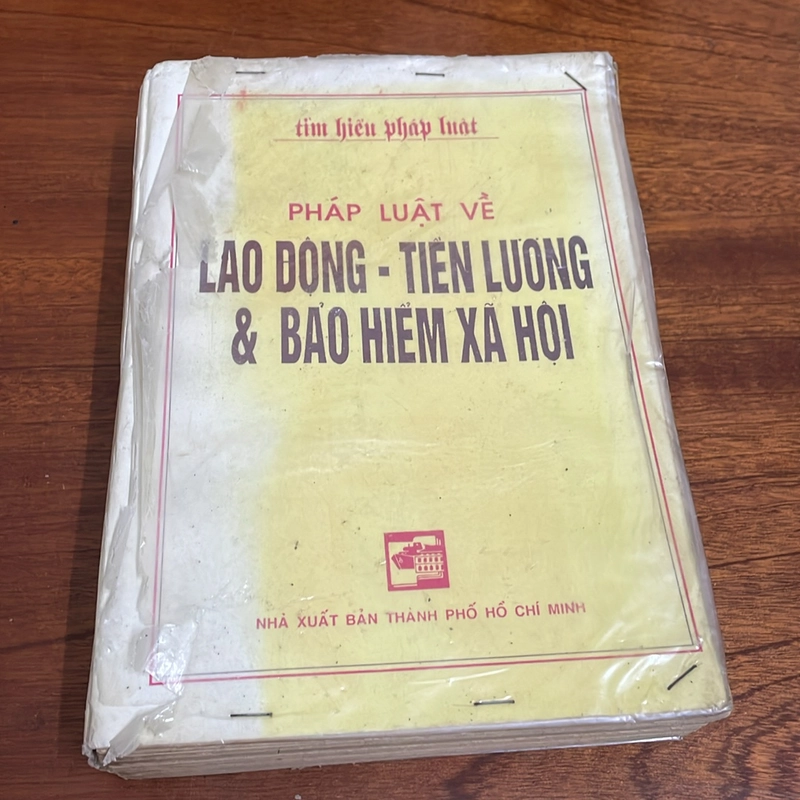 tìm hiểu pháp luật
PHÁP LUẬT VỀ
LAO ĐỘNG - TIỀN LƯƠNG
& BẢO HIỂM XÃ HỘI
NHÀ XUẤT BẢN THÀNH PHỐ HỒ CHÍ MINH